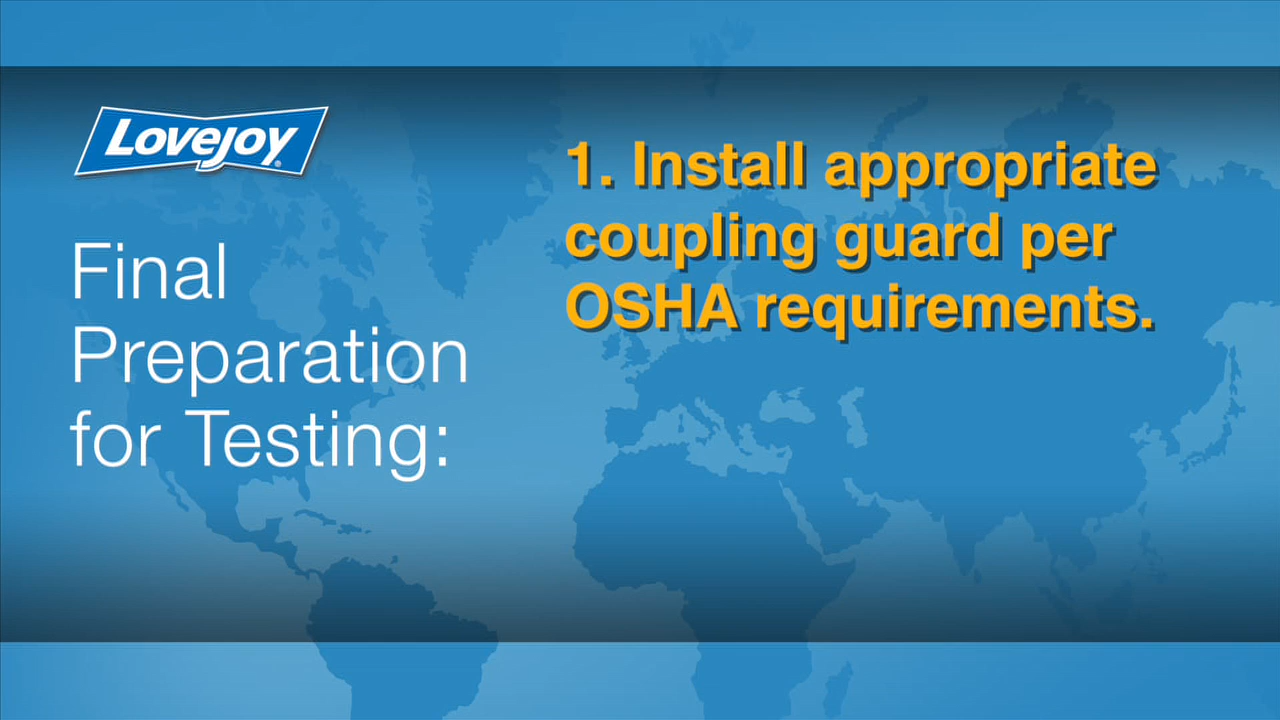 Lovejoy®
Final
Preparation
for Testing:
1. Install appropriate
coupling guard per
OSHA requirements.